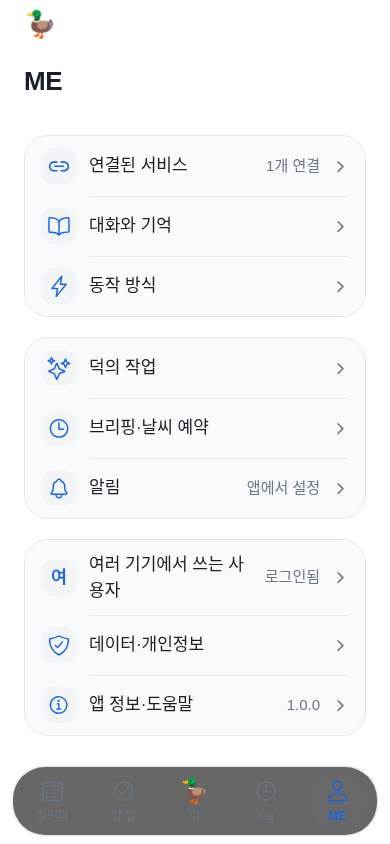 ME
연결된 서비스 1개 연결
대화와 기억
동작 방식
덕의 작업
브리핑·날씨 예약
알림 앱에서 설정
여 여러 기기에서 쓰는 사
용자 로그인됨
데이터·개인정보
앱 정보·도움말 1.0.0
캘린더 할 일 덕 log ME